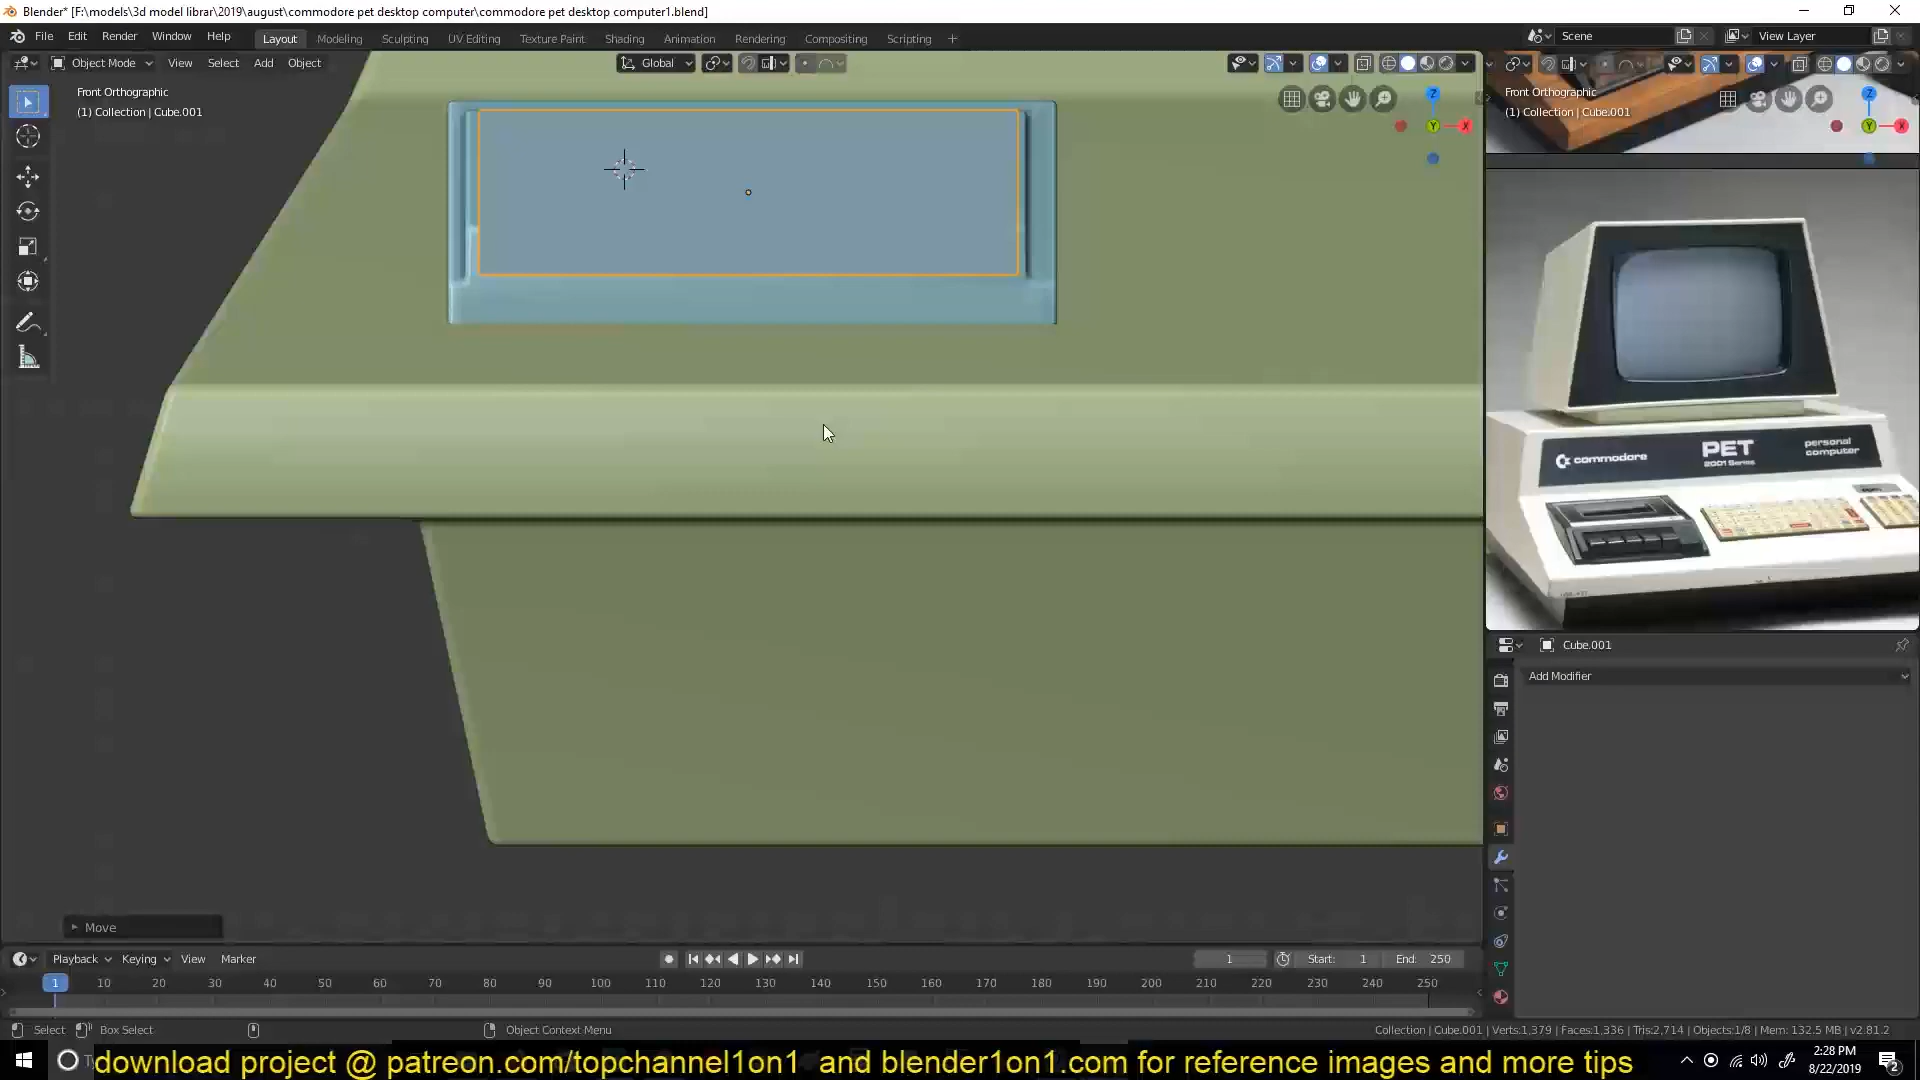 Blender* [F:\models\3d model librar\2019\august\commodore pet desktop computer\commodore pet desktop computer1.blend]
File Edit Render Window Help Layout Modeling Sculpting UV Editing Texture Paint Shading Animation Rendering Compositing Scripting + Scene View Layer
Object Mode View Select Add Object Global
Front Orthographic
(1) Collection | Cube.001
Front Orthographic
(1) Collection | Cube.001
Z
Y
X
Z
Y
X
commodore
PET
2001 Series
personal
computer
Cube.001
Add Modifier
Move
Playback Keying View Marker 1 Start: 1 End: 250
1 10 20 30 40 50 60 70 80 90 100 110 120 130 140 150 160 170 180 190 200 210 220 230 240 250
Select Box Select Object Context Menu Collection | Cube.001 | Verts:1,379 | Faces:1,336 | Tris:2,714 | Objects:1/8 | Mem: 132.5 MB | v2.81.2
download project @ patreon.com/topchannel1on1 and blender1on1.com for reference images and more tips
2:28 PM
8/22/2019
2